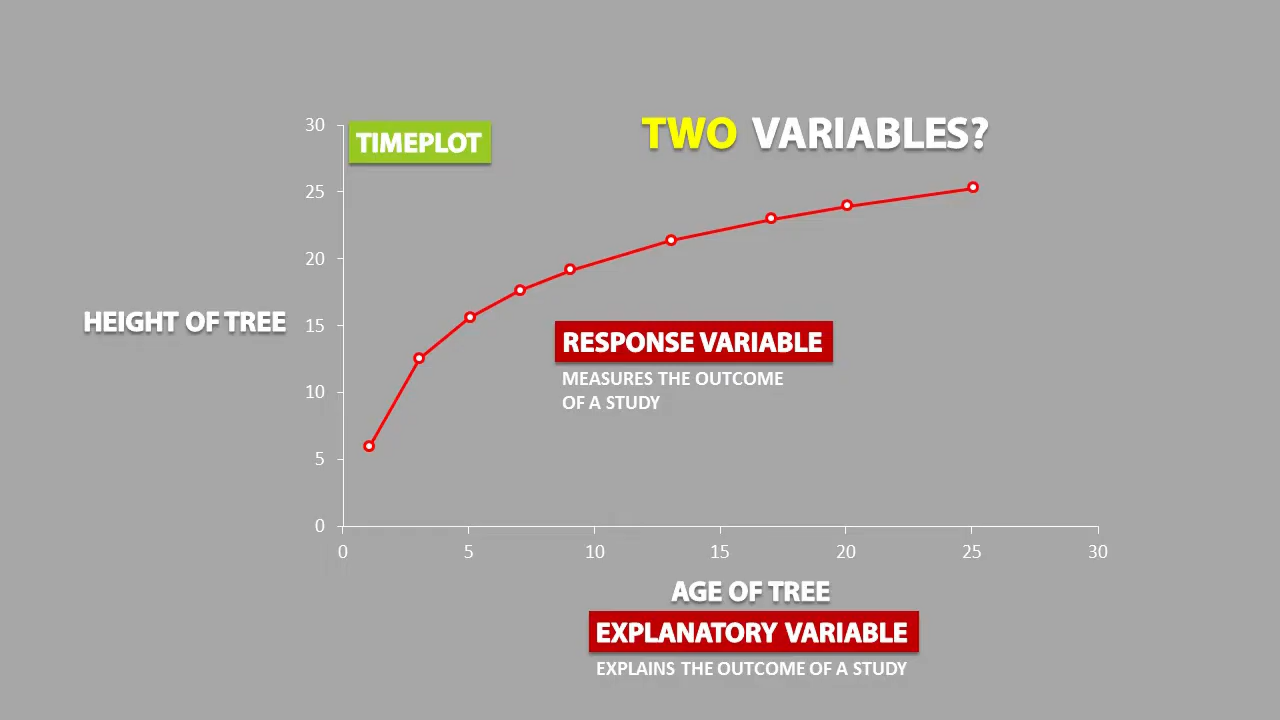 TWO VARIABLES?
TIMEPLOT
30
25
20
15
10
5
0
HEIGHT OF TREE
RESPONSE VARIABLE
MEASURES THE OUTCOME
OF A STUDY
0 5 10 15 20 25 30
AGE OF TREE
EXPLANATORY VARIABLE
EXPLAINS THE OUTCOME OF A STUDY